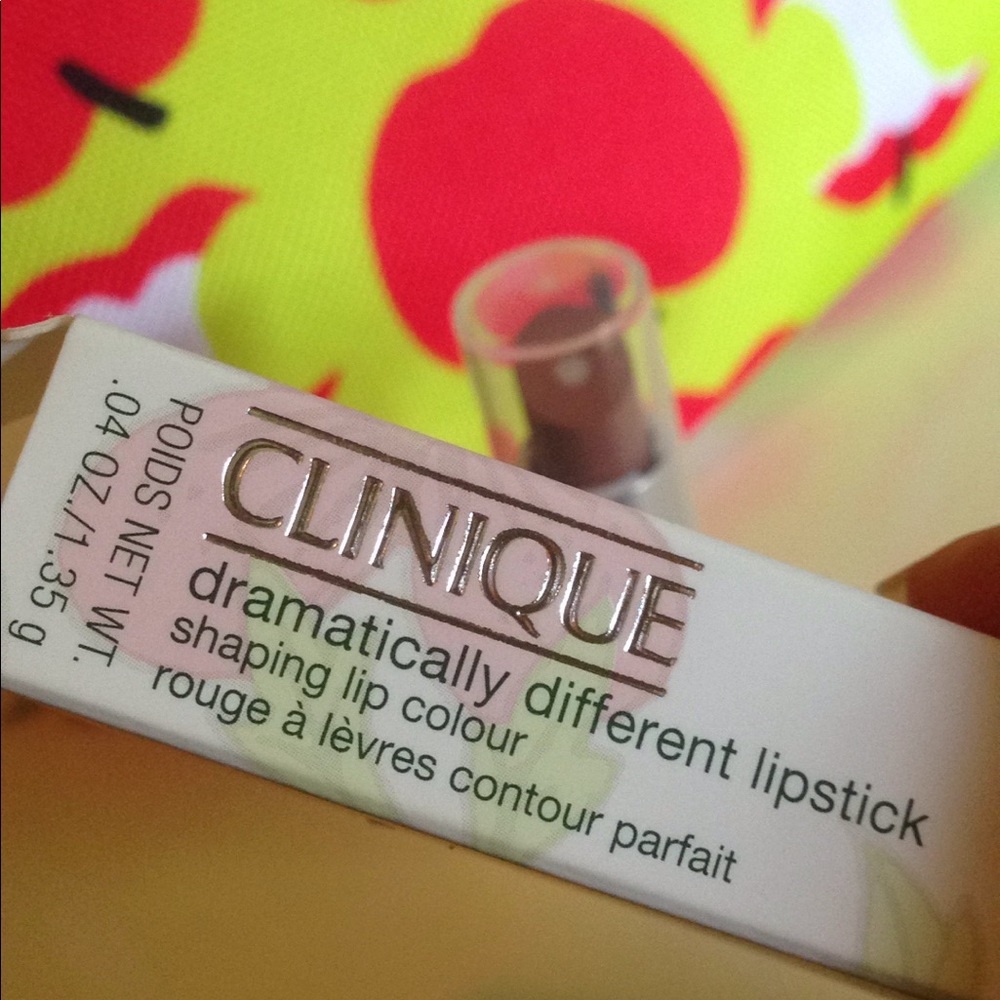 CLINIQUE
dramatically different lipstick
shaping lip colour
rouge à lèvres contour parfait
POIDS NET WT.
.04 OZ./1.35 g